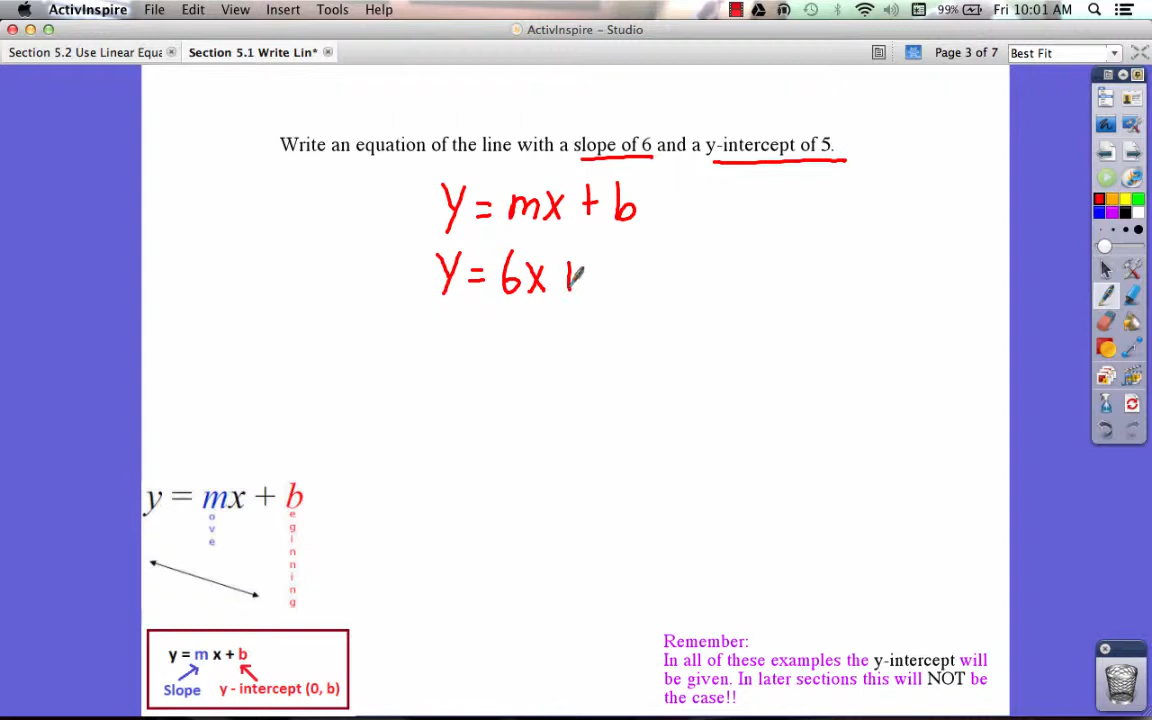 ActivInspire File Edit View Insert Tools Help 99% Fri 10:01 AM
ActivInspire – Studio
Section 5.2 Use Linear Equa Section 5.1 Write Lin* Page 3 of 7 Best Fit
Write an equation of the line with a slope of 6 and a y-intercept of 5.
y = mx + b
y = 6x
y = mx + b
ove
eginning
y = m x + b
Slope y - intercept (0, b)
Remember:
In all of these examples the y-intercept will
be given. In later sections this will NOT be
the case!!